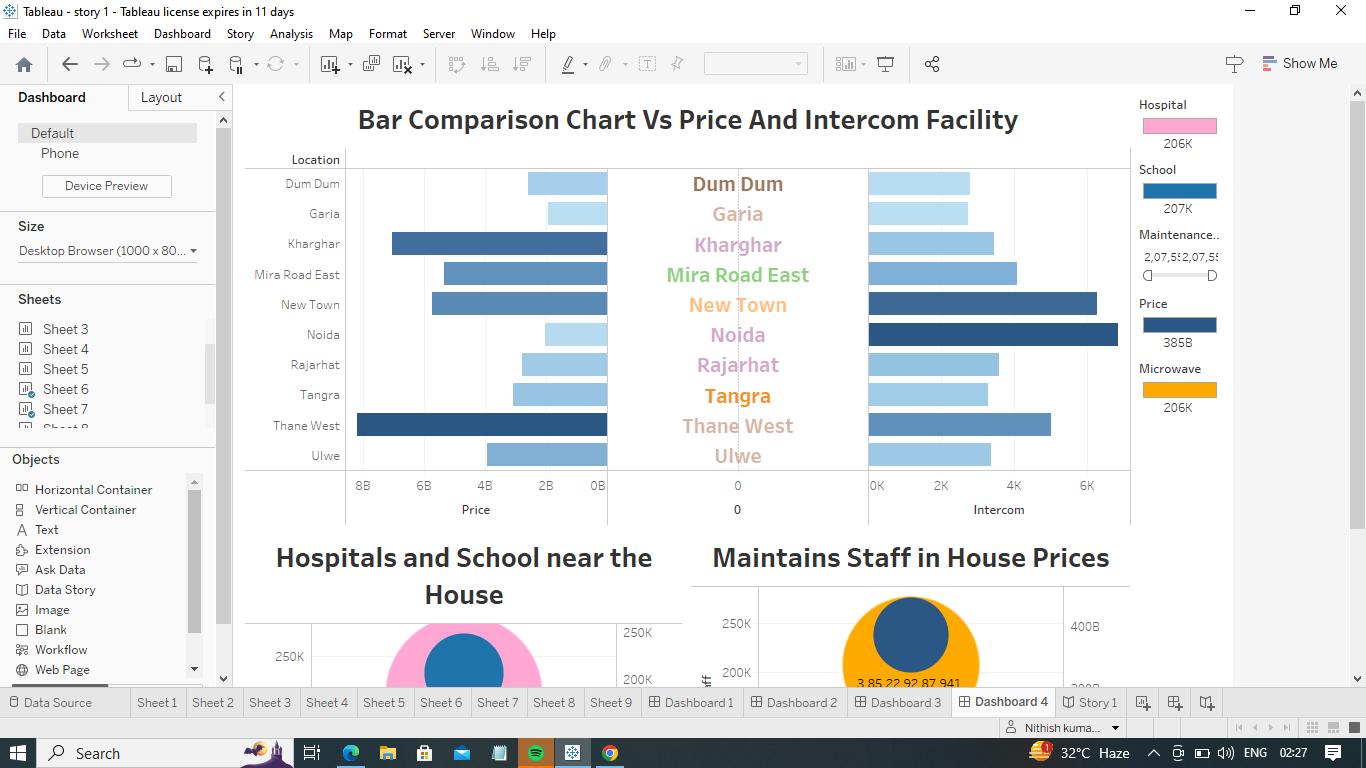 Tableau - story 1 - Tableau license expires in 11 days
File Data Worksheet Dashboard Story Analysis Map Format Server Window Help
Show Me
Dashboard
Layout
Default
Phone
Device Preview
Size
Desktop Browser (1000 x 80...
Sheets
Sheet 3
Sheet 4
Sheet 5
Sheet 6
Sheet 7
Objects
Horizontal Container
Vertical Container
Text
Extension
Ask Data
Data Story
Image
Blank
Workflow
Web Page
Bar Comparison Chart Vs Price And Intercom Facility
Location
Dum Dum
Garia
Kharghar
Mira Road East
New Town
Noida
Rajarhat
Tangra
Thane West
Ulwe
Dum Dum
Garia
Kharghar
Mira Road East
New Town
Noida
Rajarhat
Tangra
Thane West
Ulwe
8B 6B 4B 2B 0B
Price
0
0
0K 2K 4K 6K
Intercom
Hospital
206K
School
207K
Maintenance..
Price
385B
Microwave
206K
Hospitals and School near the
House
250K
250K
200K
Maintains Staff in House Prices
250K
200K
400B
3,85,22,92,87,941
Data Source Sheet 1 Sheet 2 Sheet 3 Sheet 4 Sheet 5 Sheet 6 Sheet 7 Sheet 8 Sheet 9 Dashboard 1 Dashboard 2 Dashboard 3 Dashboard 4 Story 1
Nithish kuma...
Search
1
32°C Haze
ENG
02:27